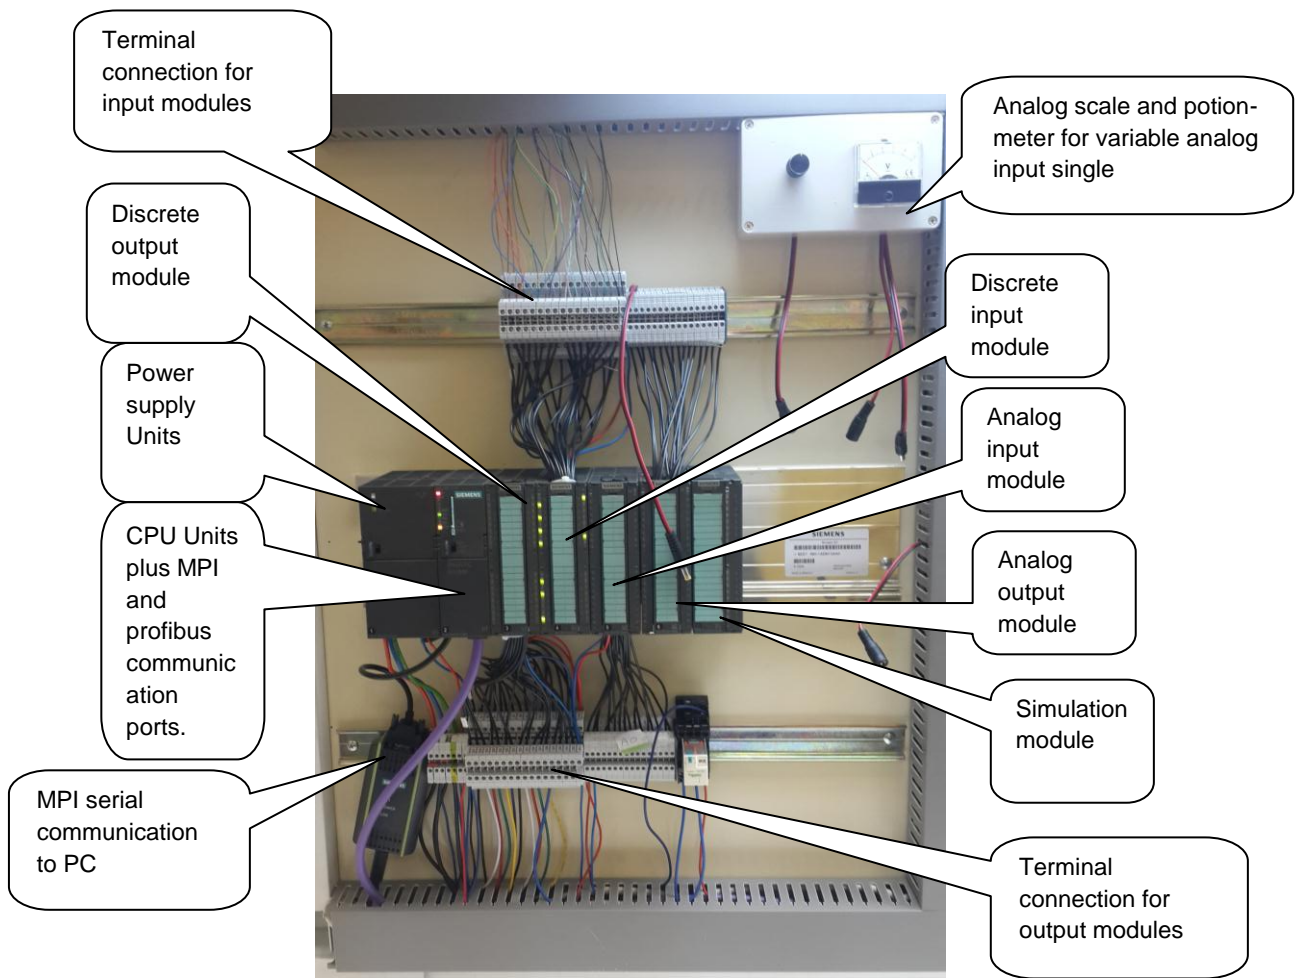 Terminal
connection for
input modules
Analog scale and potion-
meter for variable analog
input single
Discrete
output
module
Discrete
input
module
Power
supply
Units
Analog
input
module
CPU Units
plus MPI
and
profibus
communic
ation
ports.
Analog
output
module
Simulation
module
MPI serial
communication
to PC
Terminal
connection for
output modules
SIEMENS
SIEMENS
V